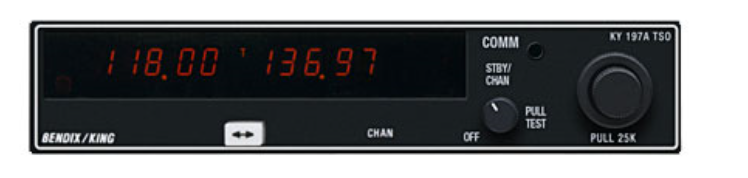 COMM
KY 197A TSO
118.00 T 136.97
STBY/
CHAN
PULL
TEST
BENDIX/KING
CHAN
OFF
PULL 25K